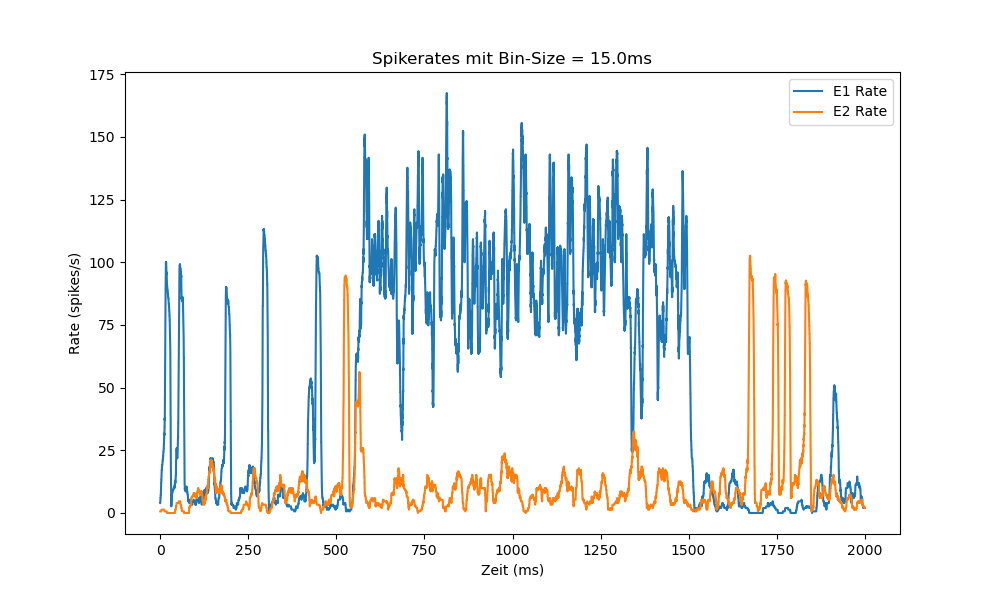 Spikerates mit Bin-Size = 15.0ms
175
150
125
100
75
50
25
0
Rate (spikes/s)
E1 Rate
E2 Rate
0 250 500 750 1000 1250 1500 1750 2000
Zeit (ms)